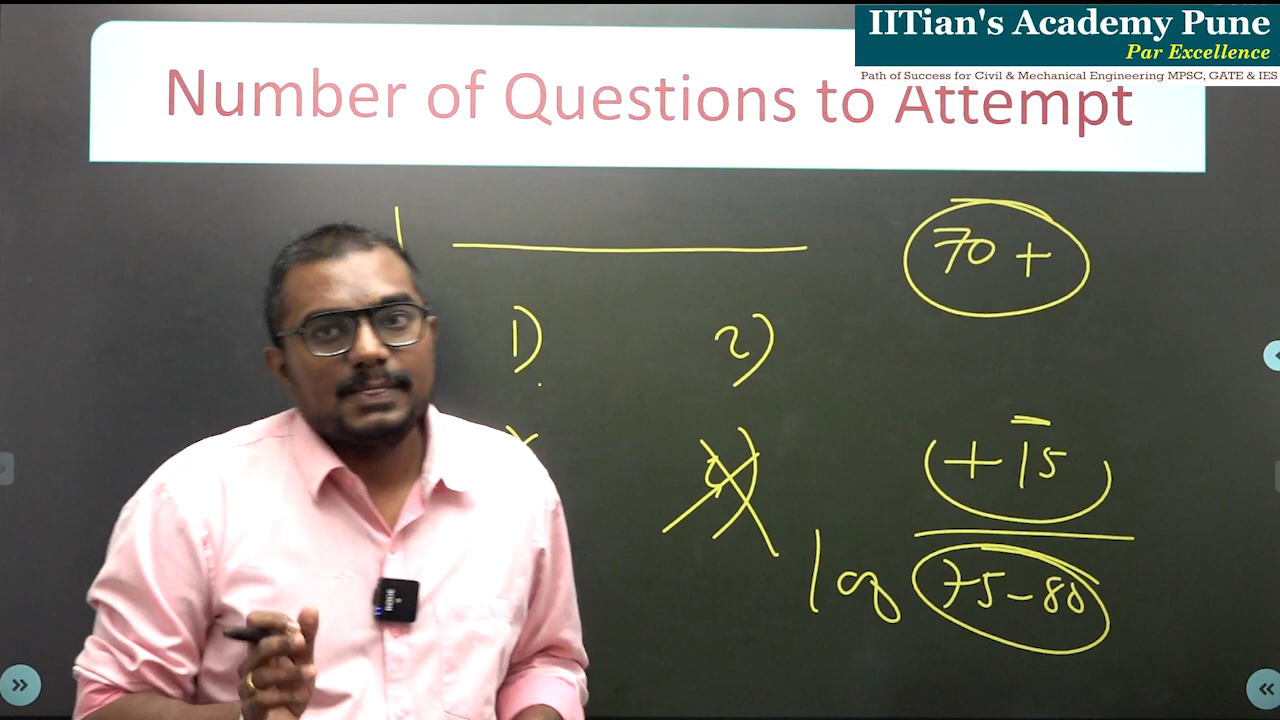 IITian's Academy Pune
Par Excellence
Path of Success for Civil & Mechanical Engineering MPSC, GATE & IES
Number of Questions to Attempt
70 +
1) 2)
+ 15
75-80